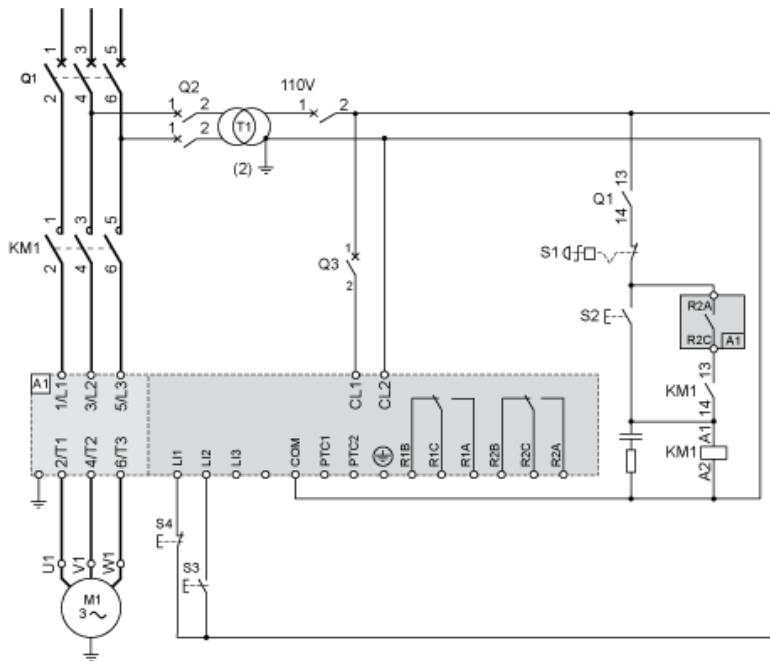 1 3 5
Q1
2 4 6
Q2
1 2
1 2
T1
(2)
110V
1 2
13
Q1
14
1 3 5
KM1
2 4 6
1
Q3
2
S1
S2
R2A
R2C A1
13
KM1
14
A1
KM1
A2
A1
1/L1 3/L2 5/L3 CL1 CL2
2/T1 4/T2 6/T3 LI1 LI2 LI3 COM PTC1 PTC2 R1B R1C R1A R2B R2C R2A
S4
S3
U1 V1 W1
M1
3 ~